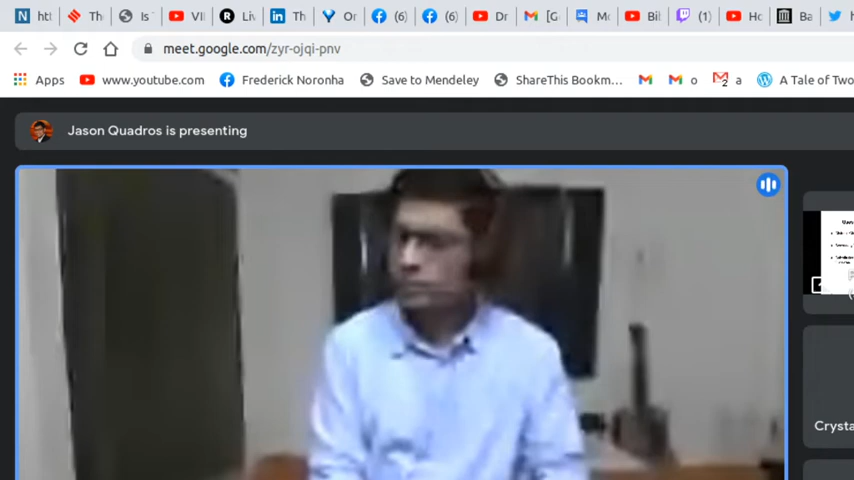 htt Th Is VI Li Th Or (6) (6) Dr [G Mc Bil (1) Ho Ba
meet.google.com/zyr-ojqi-pnv
Apps www.youtube.com Frederick Noronha Save to Mendeley ShareThis Bookm... o a A Tale of Two
Jason Quadros is presenting
Crysta